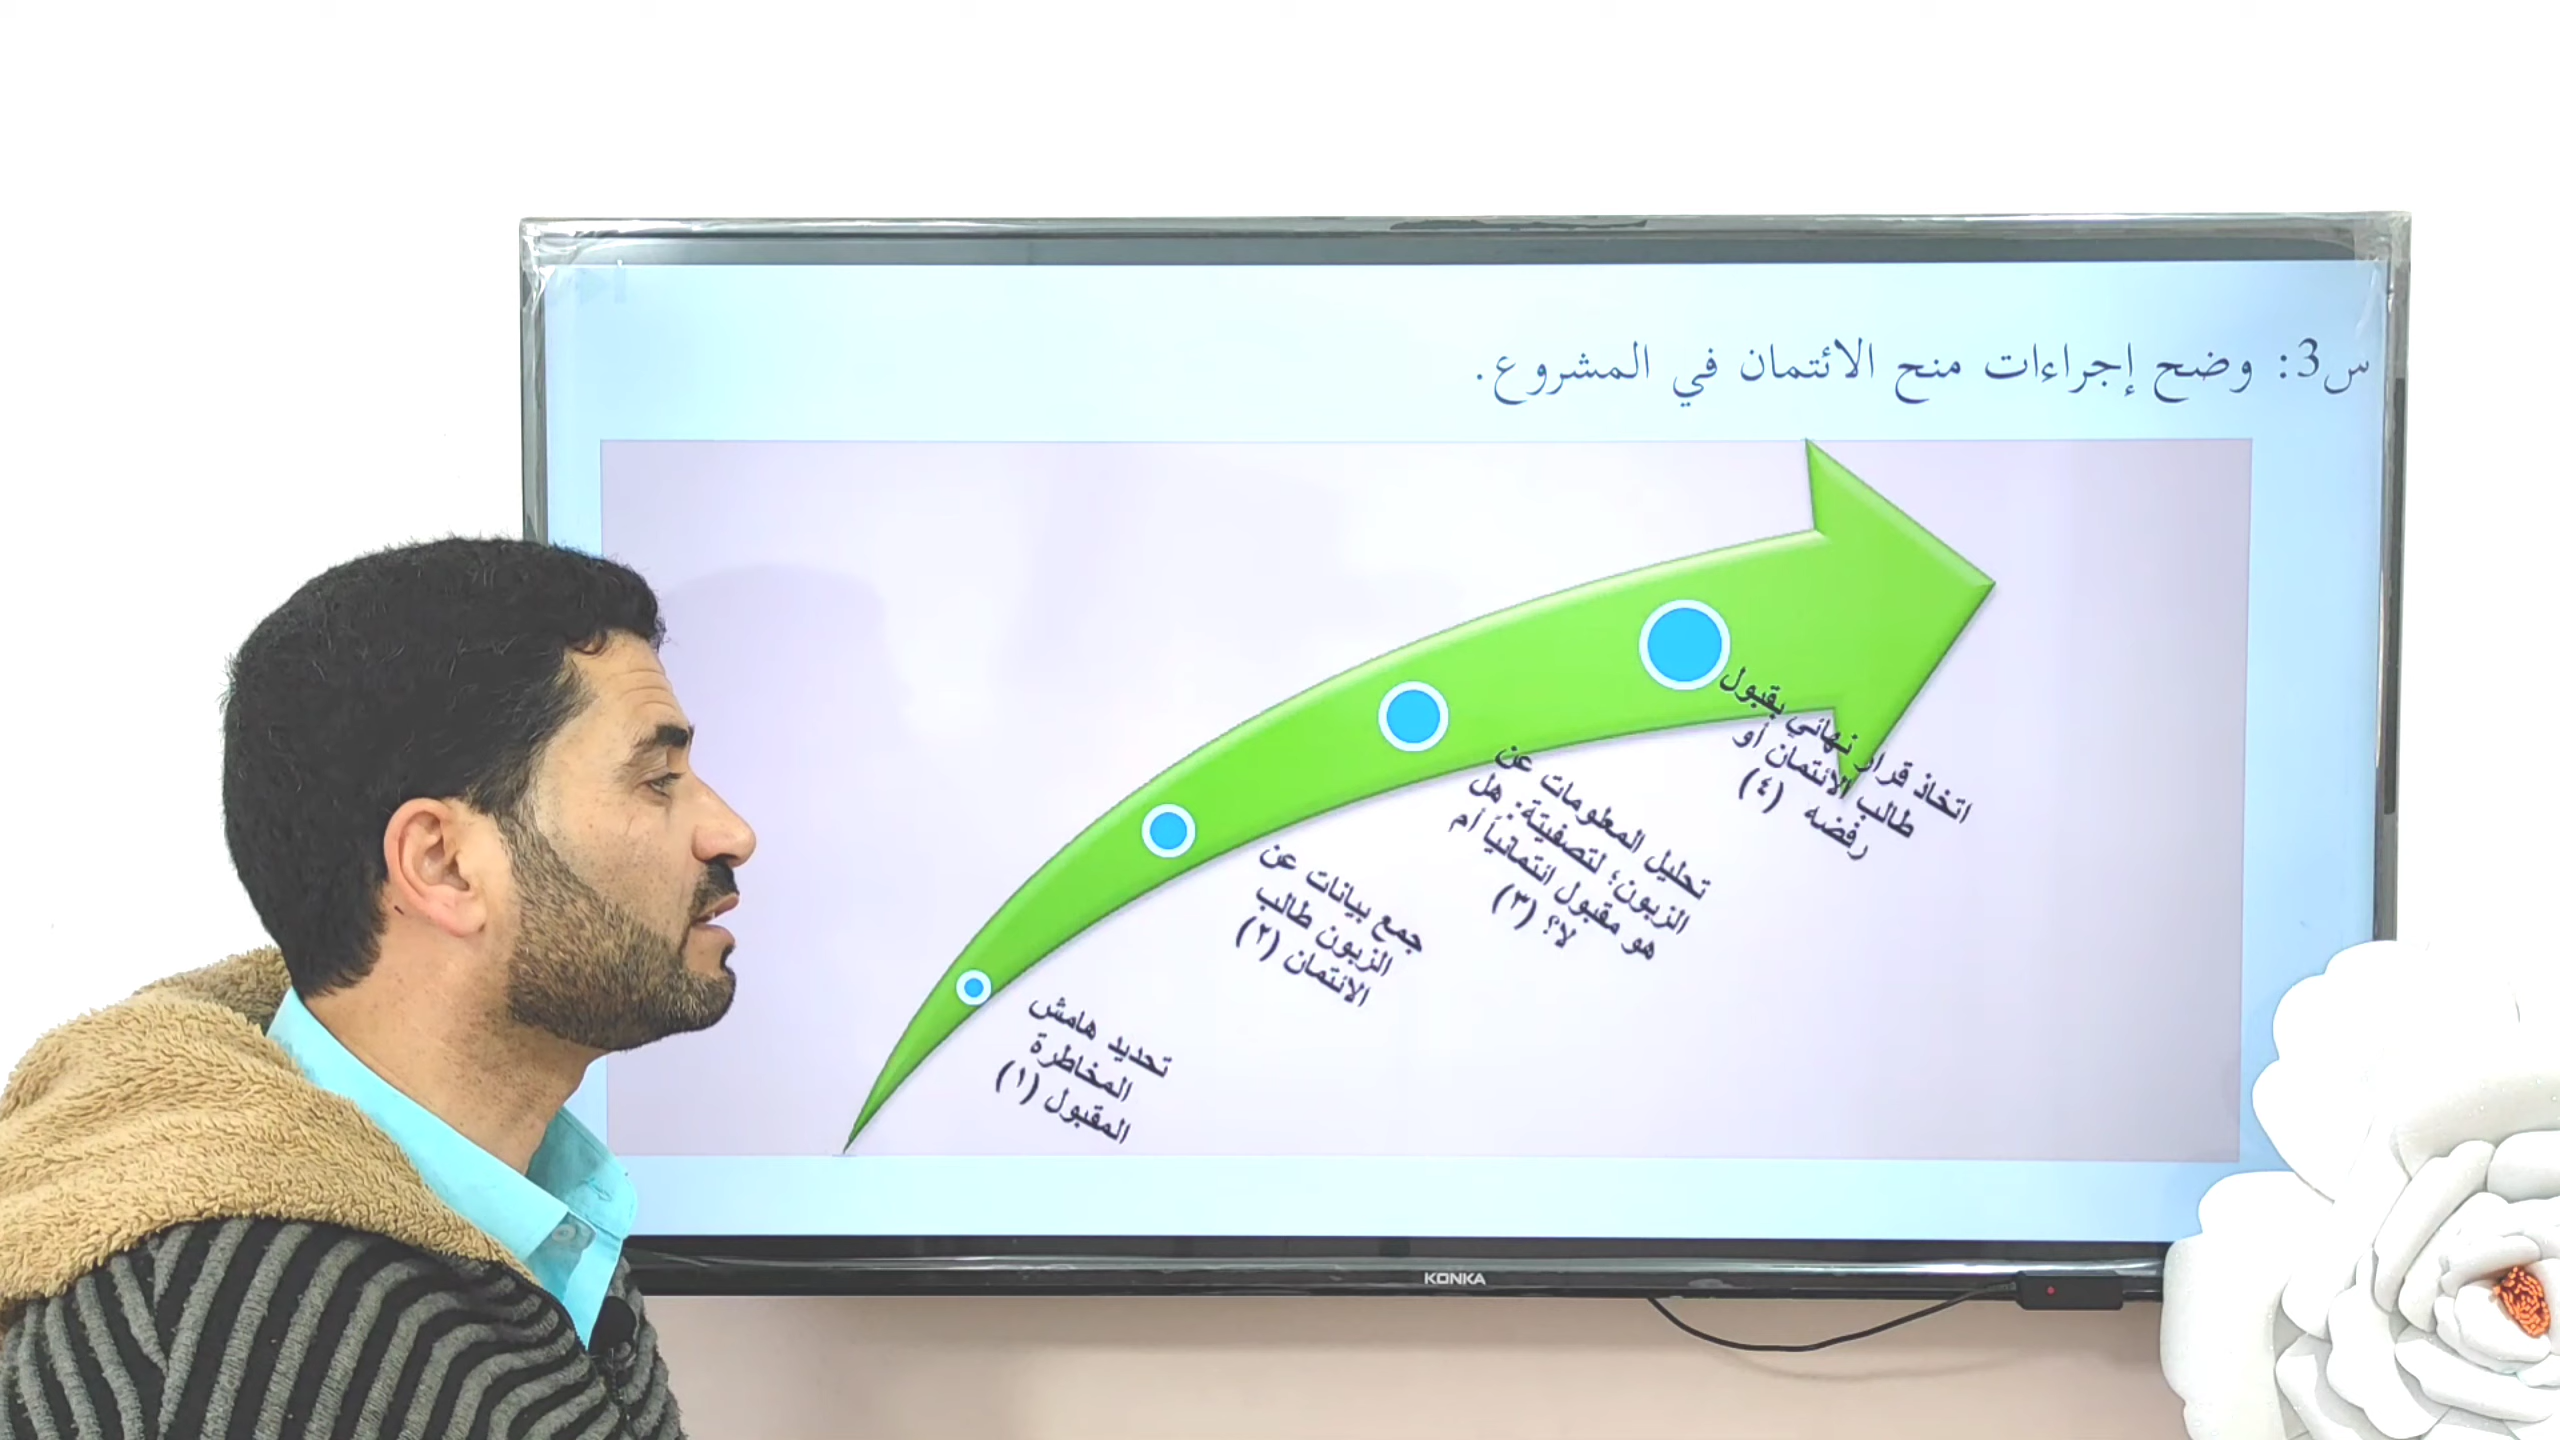 س3: وضح إجراءات منح الائتمان في المشروع.
تحديد هامش
المخاطرة
المقبول (١)
جمع بيانات عن
الزبون طالب
الائتمان (٢)
تحليل المعلومات عن
الزبون؛ لتصفيتة: هل
هو مقبول ائتمانياً أم
لا؟ (٣)
اتخاذ قرار نهائي بقبول
طالب الائتمان أو
رفضه (٤)
KONKA